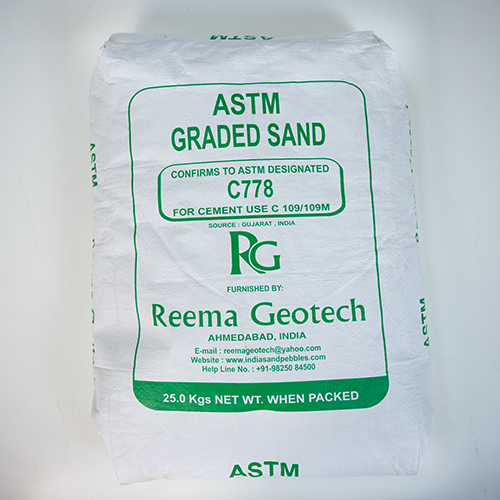 ASTM
ASTM
GRADED SAND
CONFIRMS TO ASTM DESIGNATED
C778
FOR CEMENT USE C 109/109M
SOURCE : GUJARAT , INDIA
RG
FURNISHED BY:
Reema Geotech
AHMEDABAD, INDIA
E-mail : reemageotech@yahoo.com
Website : www.indiasandpebbles.com
Help Line No. : +91-98250 84500
25.0 Kgs NET WT. WHEN PACKED
ASTM
ASTM
ASTM